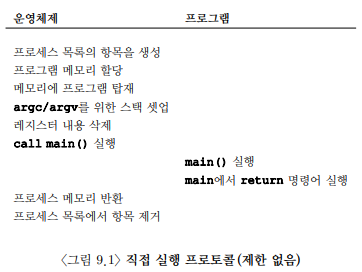 운영체제 프로그램
프로세스 목록의 항목을 생성
프로그램 메모리 할당
메모리에 프로그램 탑재
argc/argv를 위한 스택 셋업
레지스터 내용 삭제
call main() 실행
main() 실행
main에서 return 명령어 실행
프로세스 메모리 반환
프로세스 목록에서 항목 제거
〈그림 9.1〉 직접 실행 프로토콜(제한 없음)